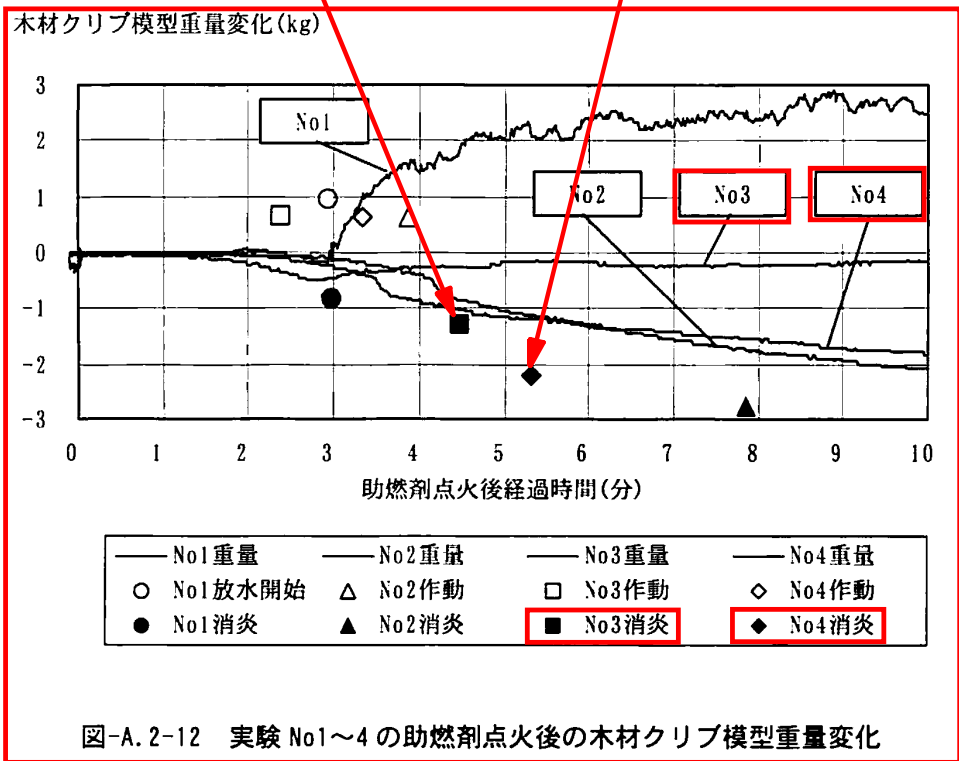 木材クリブ模型重量変化(kg)
3
2
1
0
-1
-2
-3
No1
No2
No3
No4
0 1 2 3 4 5 6 7 8 9 10
助燃剤点火後経過時間(分)
No1重量 No2重量 No3重量 No4重量
No1放水開始 No2作動 No3作動 No4作動
No1消炎 No2消炎 No3消炎 No4消炎
図-A.2-12 実験 No1～4 の助燃剤点火後の木材クリブ模型重量変化